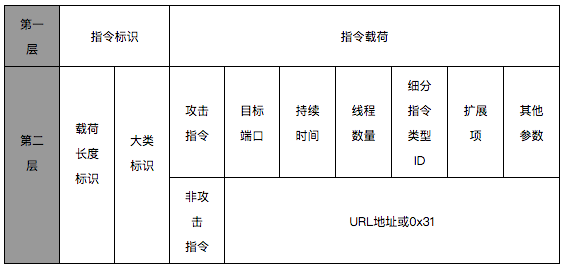 第一
层
指令标识
指令载荷
第二
层
载荷
长度
标识
大类
标识
攻击
指令
目标
端口
持续
时间
线程
数量
细分
指令
类型
ID
扩展
项
其他
参数
非攻
击
指令
URL地址或0x31